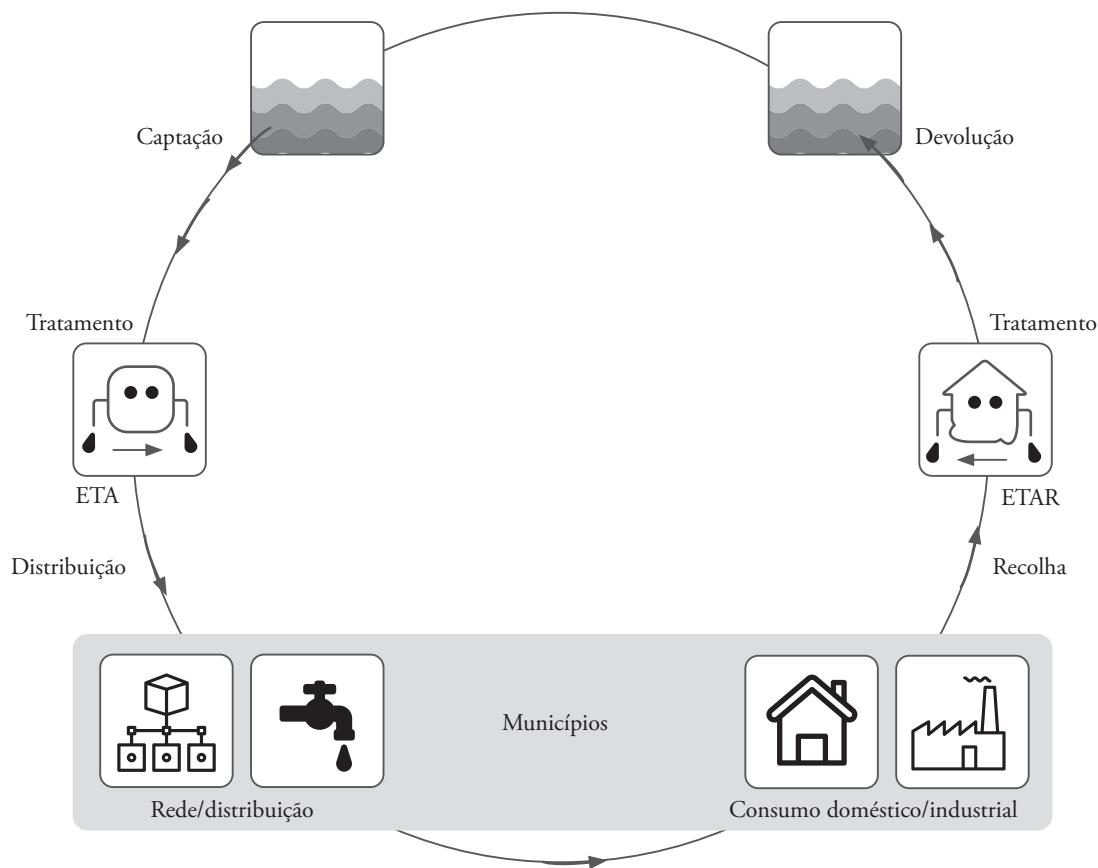 Captação
Devolução
Tratamento
Tratamento
ETA
ETAR
Distribuição
Recolha
Municípios
Rede/distribuição
Consumo doméstico/industrial